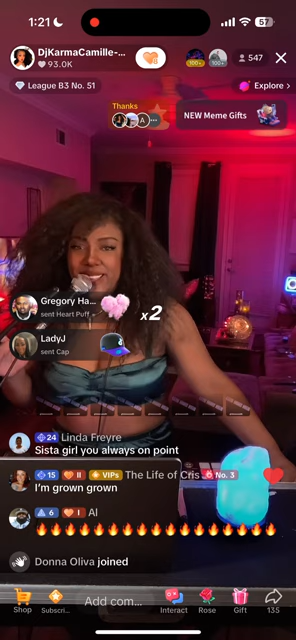 1:21
57
DjKarmaCamille-...
93.0K
100+
100+
547
League B3 No. 51
Explore >
Thanks
A
NEW Meme Gifts
Gregory Ha...
sent Heart Puff
x2
LadyJ
sent Cap
24 Linda Freyre
Sista girl you always on point
15 II VIPs The Life of Cris No. 3
I'm grown grown
6 I Al
🔥🔥🔥🔥🔥🔥🔥🔥🔥🔥🔥🔥🔥🔥🔥🔥🔥🔥
Donna Oliva joined
Shop
Subscri...
Add com...
Interact
Rose
Gift
135